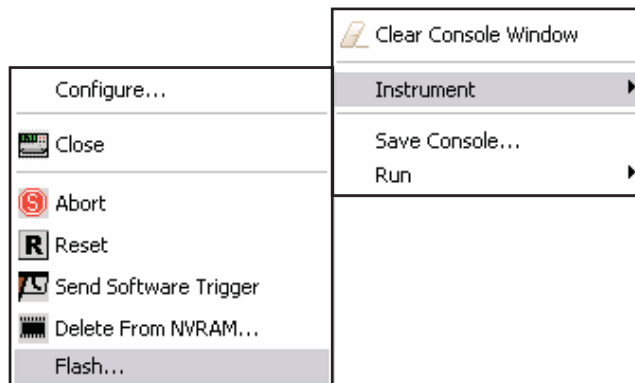 Clear Console Window
Instrument
Save Console...
Run
Configure...
Close
S Abort
R Reset
Send Software Trigger
Delete From NVRAM...
Flash...